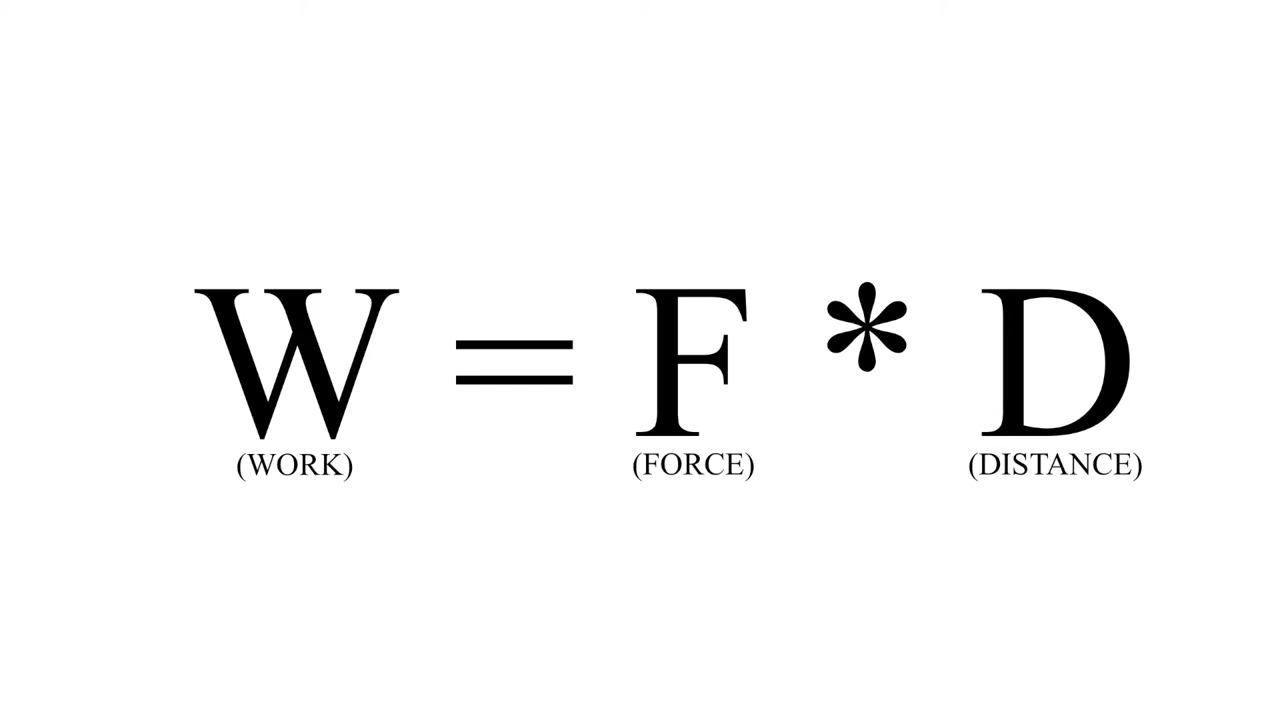 W = F * D
(WORK) (FORCE) (DISTANCE)